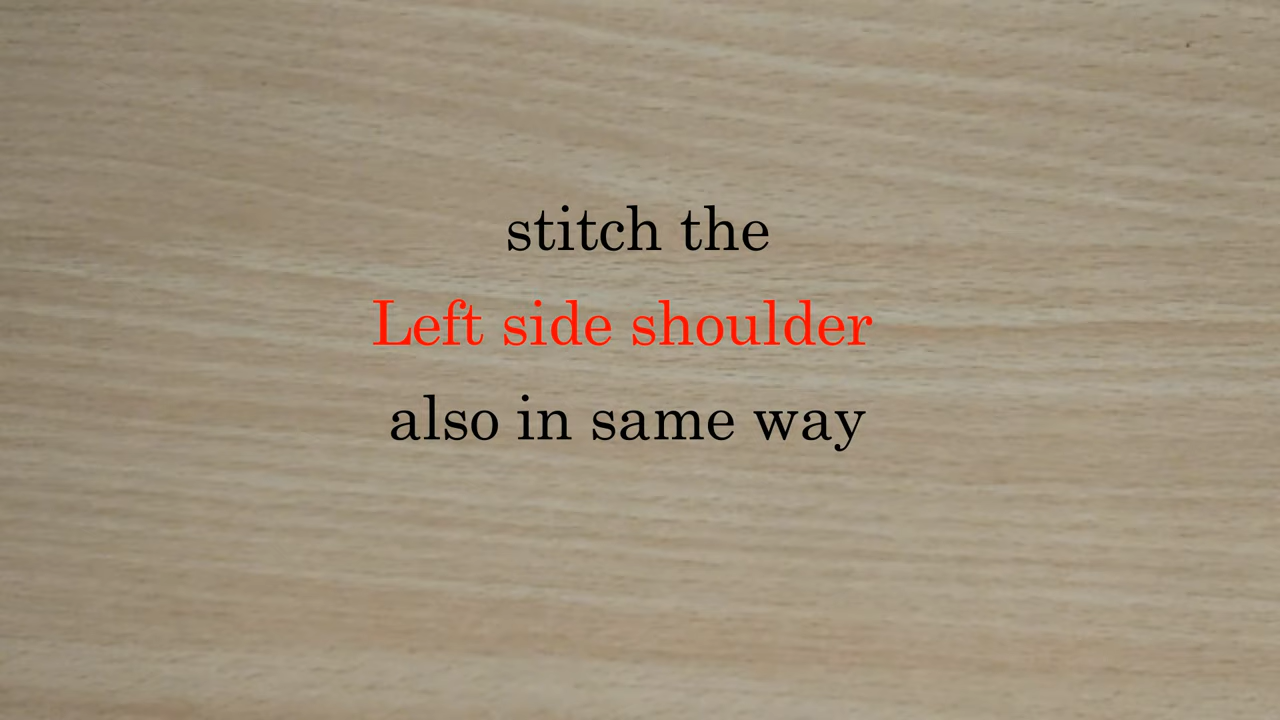 stitch the
Left side shoulder
also in same way